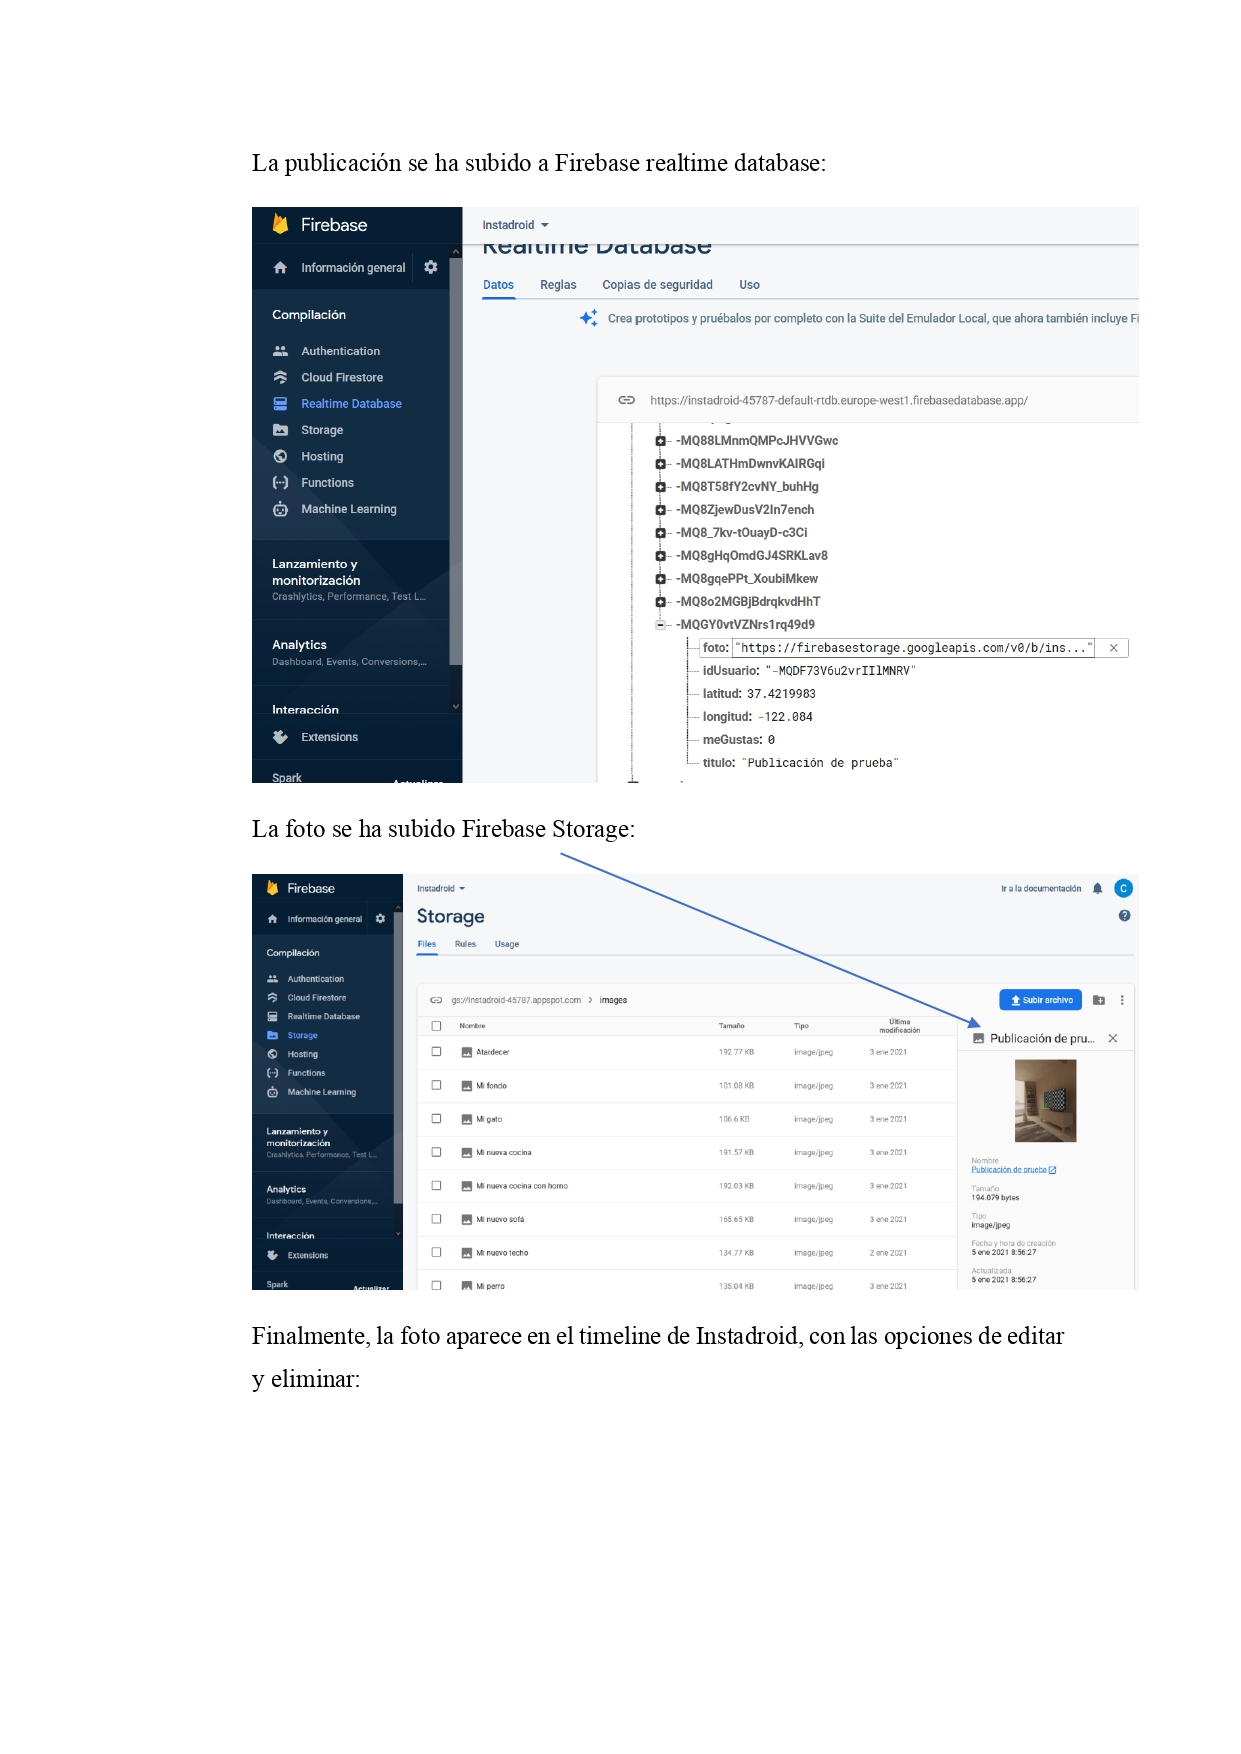 La publicación se ha subido a Firebase realtime database:
Firebase
Información general
Compilación
Authentication
Cloud Firestore
Realtime Database
Storage
Hosting
Functions
Machine Learning
Lanzamiento y
monitorización
Crashlytics, Performance, Test L...
Analytics
Dashboard, Events, Conversions,...
Interacción
Extensions
Spark
Actualizar
Instadroid
Realtime Database
Datos Reglas Copias de seguridad Uso
Crea prototipos y pruébalos por completo con la Suite del Emulador Local, que ahora también incluye Fi
https://instadroid-45787-default-rtdb.europe-west1.firebasedatabase.app/
-MQ88LMnmQMPcJHVVGwc
-MQ8LATHmDwnvKAIRGqi
-MQ8T58fY2cvNY_buhHg
-MQ8ZjewDusV2In7ench
-MQ8_7kv-tOuayD-c3Ci
-MQ8gHqOmdGJ4SRKLav8
-MQ8gqePPt_XoubiMkew
-MQ8o2MGBjBdrqkvdHhT
-MQGY0vtVZNrs1rq49d9
foto: "https://firebasestorage.googleapis.com/v0/b/ins..."
idUsuario: "-MQDF73V6u2vrIIlMNRV"
latitud: 37.4219983
longitud: -122.084
meGustas: 0
titulo: "Publicación de prueba"
La foto se ha subido Firebase Storage:
Firebase
Información general
Compilación
Authentication
Cloud Firestore
Realtime Database
Storage
Hosting
Functions
Machine Learning
Lanzamiento y
monitorización
Crashlytics, Performance, Test L...
Analytics
Dashboard, Events, Conversions,...
Interacción
Extensions
Spark
Actualizar
Instadroid
Ir a la documentación
C
Storage
Files Rules Usage
gs://instadroid-45787.appspot.com > images
Subir archivo
Nombre Tamaño Tipo Última modificación
Atardecer 192.77 KB image/jpeg 3 ene 2021
Mi fondo 101.08 KB image/jpeg 3 ene 2021
Mi gato 106.6 KB image/jpeg 3 ene 2021
Mi nueva cocina 191.57 KB image/jpeg 3 ene 2021
Mi nueva cocina con horno 192.03 KB image/jpeg 3 ene 2021
Mi nuevo sofá 165.65 KB image/jpeg 3 ene 2021
Mi nuevo techo 134.77 KB image/jpeg 2 ene 2021
Mi perro 135.04 KB image/jpeg 3 ene 2021
Publicación de pru...
Nombre
Publicación de prueba
Tamaño
194.079 bytes
Tipo
image/jpeg
Fecha y hora de creación
5 ene 2021 8:56:27
Actualizada
5 ene 2021 8:56:27
Finalmente, la foto aparece en el timeline de Instadroid, con las opciones de editar
y eliminar: